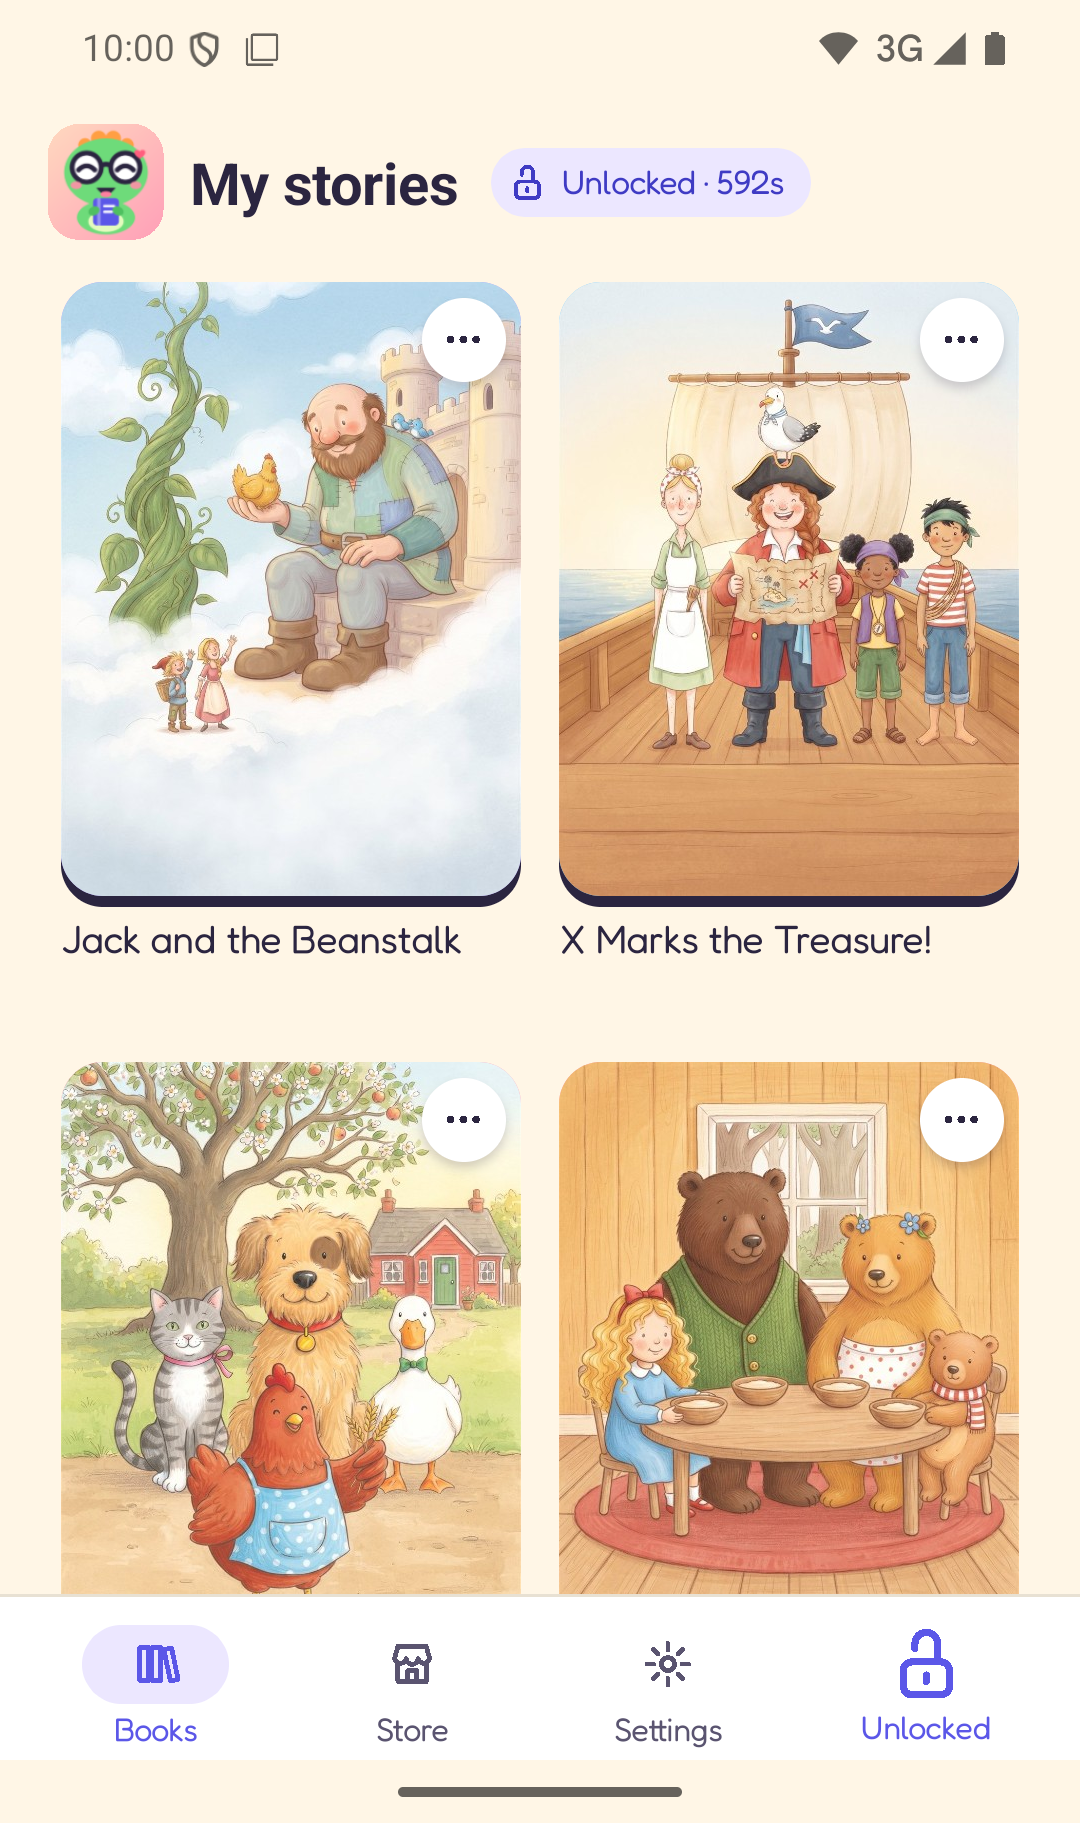 10:00
3G
My stories
Unlocked · 592s
Jack and the Beanstalk
X Marks the Treasure!
Books
Store
Settings
Unlocked